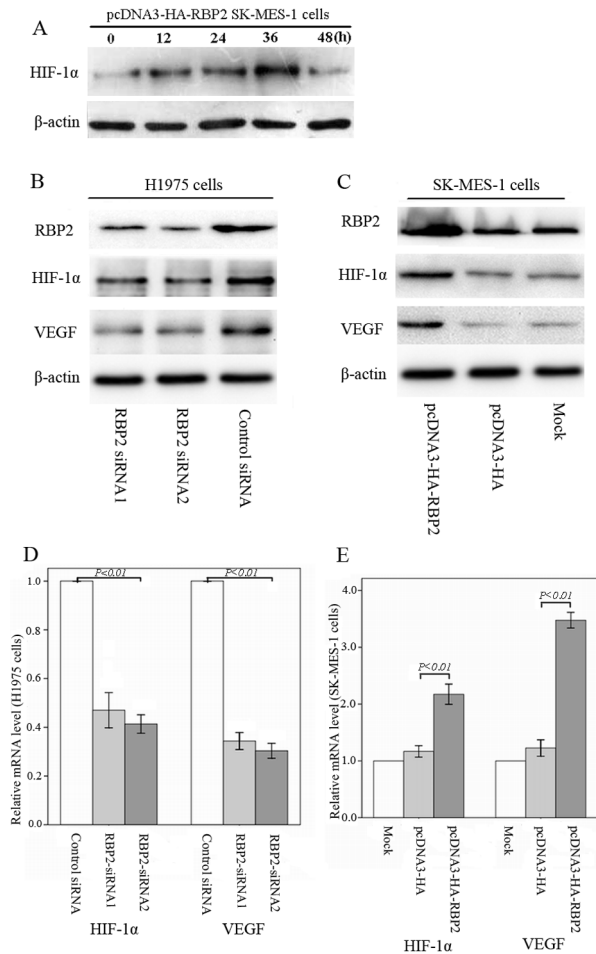 A
pcDNA3-HA-RBP2 SK-MES-1 cells
0 12 24 36 48(h)
HIF-1α
β-actin
B
H1975 cells
RBP2
HIF-1α
VEGF
β-actin
RBP2 siRNA1
RBP2 siRNA2
Control siRNA
C
SK-MES-1 cells
RBP2
HIF-1α
VEGF
β-actin
pcDNA3-HA-RBP2
pcDNA3-HA
Mock
D
Relative mRNA level (H1975 cells)
1.0
0.8
0.6
0.4
0.2
0.0
P<0.01
P<0.01
Control siRNA
RBP2-siRNA1
RBP2-siRNA2
Control siRNA
RBP2-siRNA1
RBP2-siRNA2
HIF-1α
VEGF
E
Relative mRNA level (SK-MES-1 cells)
4.0
3.0
2.0
1.0
0.0
P<0.01
P<0.01
Mock
pcDNA3-HA
pcDNA3-HA-RBP2
Mock
pcDNA3-HA
pcDNA3-HA-RBP2
HIF-1α
VEGF